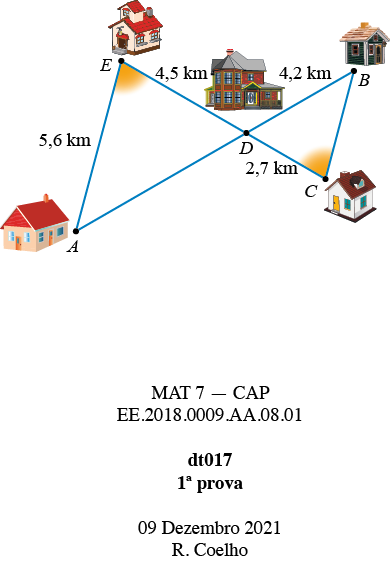 E
4,5 km
4,2 km
B
5,6 km
D
2,7 km
C
A
MAT 7 — CAP
EE.2018.0009.AA.08.01
dt017
1ª prova
09 Dezembro 2021
R. Coelho